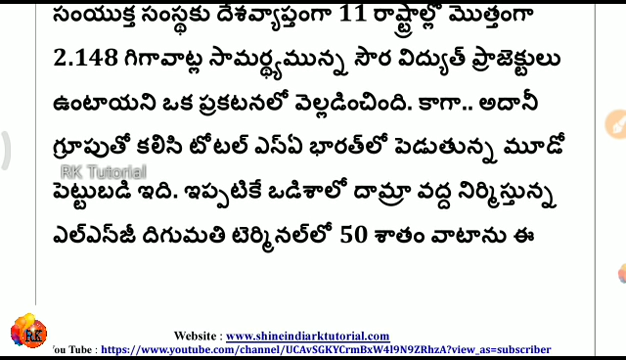 సంయుక్త సంస్థకు దేశవ్యాప్తంగా 11 రాష్ట్రాల్లో మొత్తంగా
2.148 గిగావాట్ల సామర్థ్యమున్న సౌర విద్యుత్ ప్రాజెక్టులు
ఉంటాయని ఒక ప్రకటనలో వెల్లడించింది. కాగా.. అదానీ
గ్రూపుతో కలిసి టోటల్ ఎస్ఏ భారత్‌లో పెడుతున్న మూడో
RK Tutorial
పెట్టుబడి ఇది. ఇప్పటికే ఒడిశాలో దామ్రా వద్ద నిర్మిస్తున్న
ఎల్ఎస్‌జీ దిగుమతి టెర్మినల్‌లో 50 శాతం వాటాను ఈ
RK
Website : www.shineindiarktutorial.com
You Tube : https://www.youtube.com/channel/UCAvSGKYCrmBxW4l9N9ZRhzA?view_as=subscriber